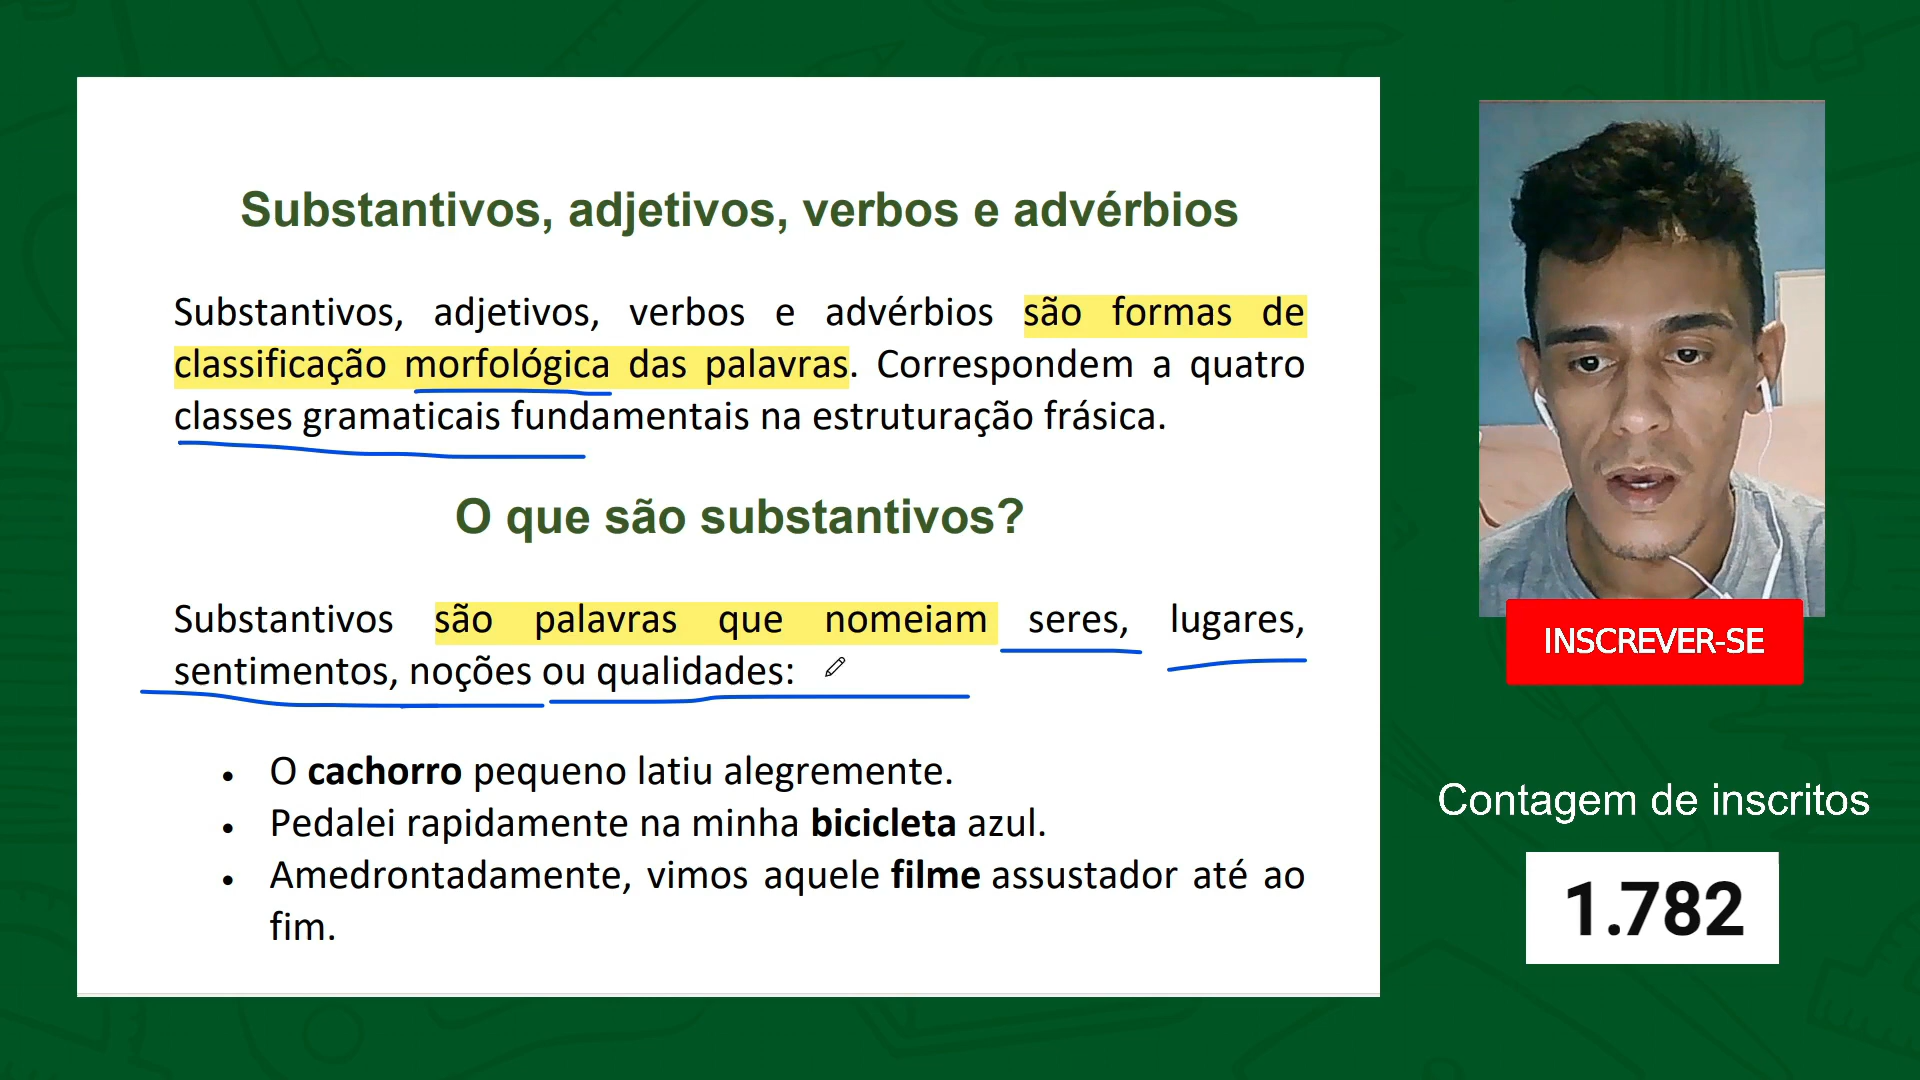 Substantivos, adjetivos, verbos e advérbios
Substantivos, adjetivos, verbos e advérbios são formas de
classificação morfológica das palavras. Correspondem a quatro
classes gramaticais fundamentais na estruturação frásica.
O que são substantivos?
Substantivos são palavras que nomeiam seres, lugares,
sentimentos, noções ou qualidades:
• O cachorro pequeno latiu alegremente.
• Pedalei rapidamente na minha bicicleta azul.
• Amedrontadamente, vimos aquele filme assustador até ao
fim.
INSCREVER-SE
Contagem de inscritos
1.782